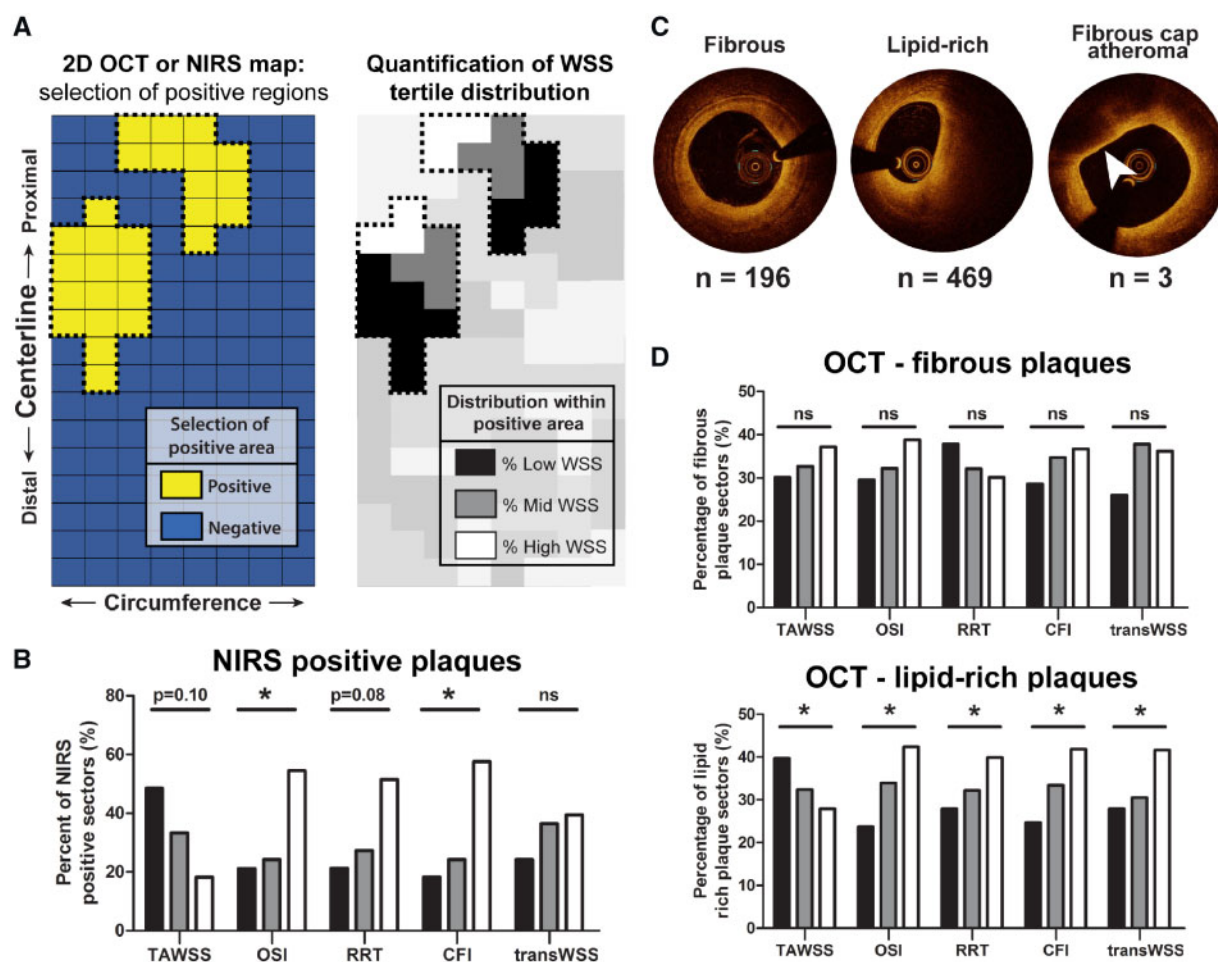 A
2D OCT or NIRS map:
selection of positive regions
Quantification of WSS
tertile distribution
Distal ← Centerline → Proximal
Selection of
positive area
Positive
Negative
Distribution within
positive area
% Low WSS
% Mid WSS
% High WSS
← Circumference →
B
NIRS positive plaques
Percent of NIRS
positive sectors (%)
80
60
40
20
0
p=0.10
*
p=0.08
*
ns
TAWSS
OSI
RRT
CFI
transWSS
C
Fibrous
Lipid-rich
Fibrous cap
atheroma
n = 196
n = 469
n = 3
D
OCT - fibrous plaques
Percentage of fibrous
plaque sectors (%)
50
40
30
20
10
0
ns
ns
ns
ns
ns
TAWSS
OSI
RRT
CFI
transWSS
OCT - lipid-rich plaques
Percentage of lipid
rich plaque sectors (%)
50
40
30
20
10
0
*
*
*
*
*
TAWSS
OSI
RRT
CFI
transWSS